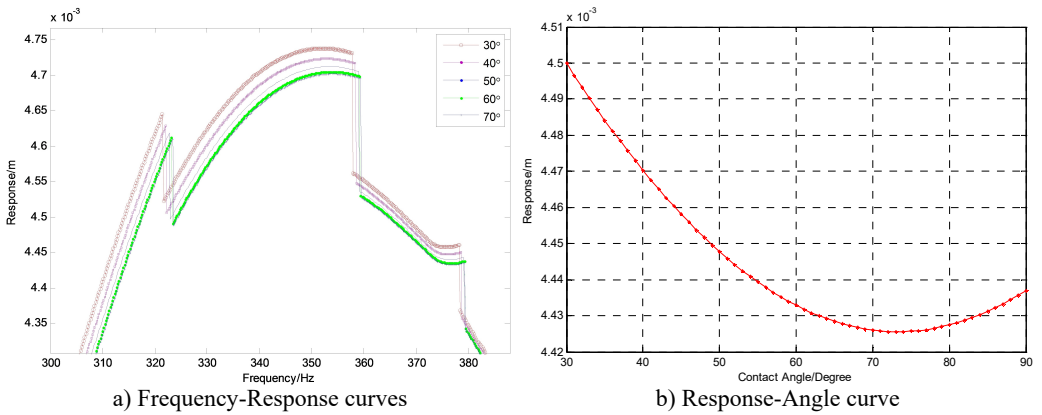 x 10⁻³
4.75
4.7
4.65
4.6
4.55
4.5
4.45
4.4
4.35
Response/m
300 310 320 330 340 350 360 370 380
Frequency/Hz
30°
40°
50°
60°
70°
a) Frequency-Response curves
x 10⁻³
4.51
4.5
4.49
4.48
4.47
4.46
4.45
4.44
4.43
4.42
Response/m
30 40 50 60 70 80 90
Contact Angle/Degree
b) Response-Angle curve